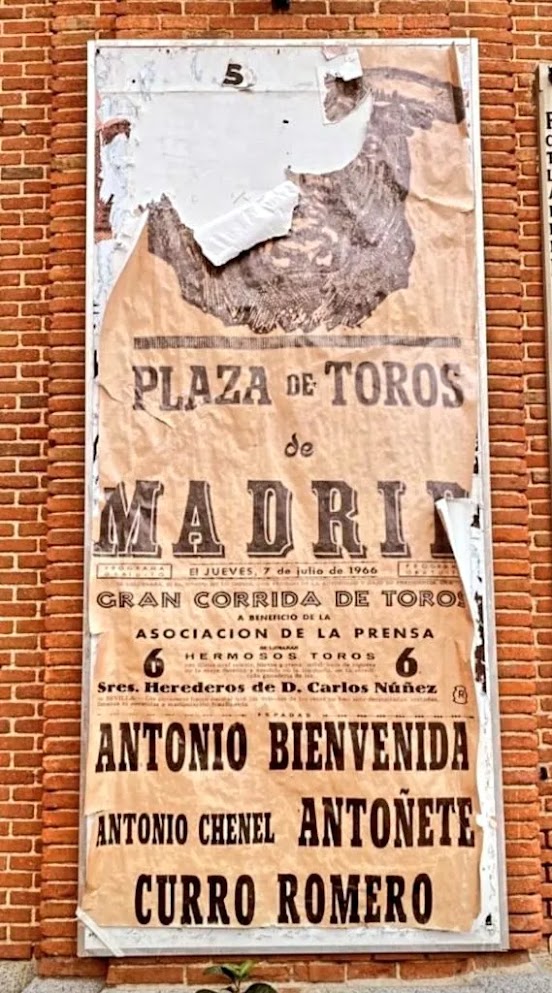 5
PLAZA DE TOROS
de
MADRID
PROGRAMA
El JUEVES, 7 de julio de 1966
GRAN CORRIDA DE TOROS
A BENEFICIO DE LA
ASOCIACION DE LA PRENSA
6 HERMOSOS TOROS 6
Sres. Herederos de D. Carlos Núñez
ESPADAS
ANTONIO BIENVENIDA
ANTONIO CHENEL ANTOÑETE
CURRO ROMERO